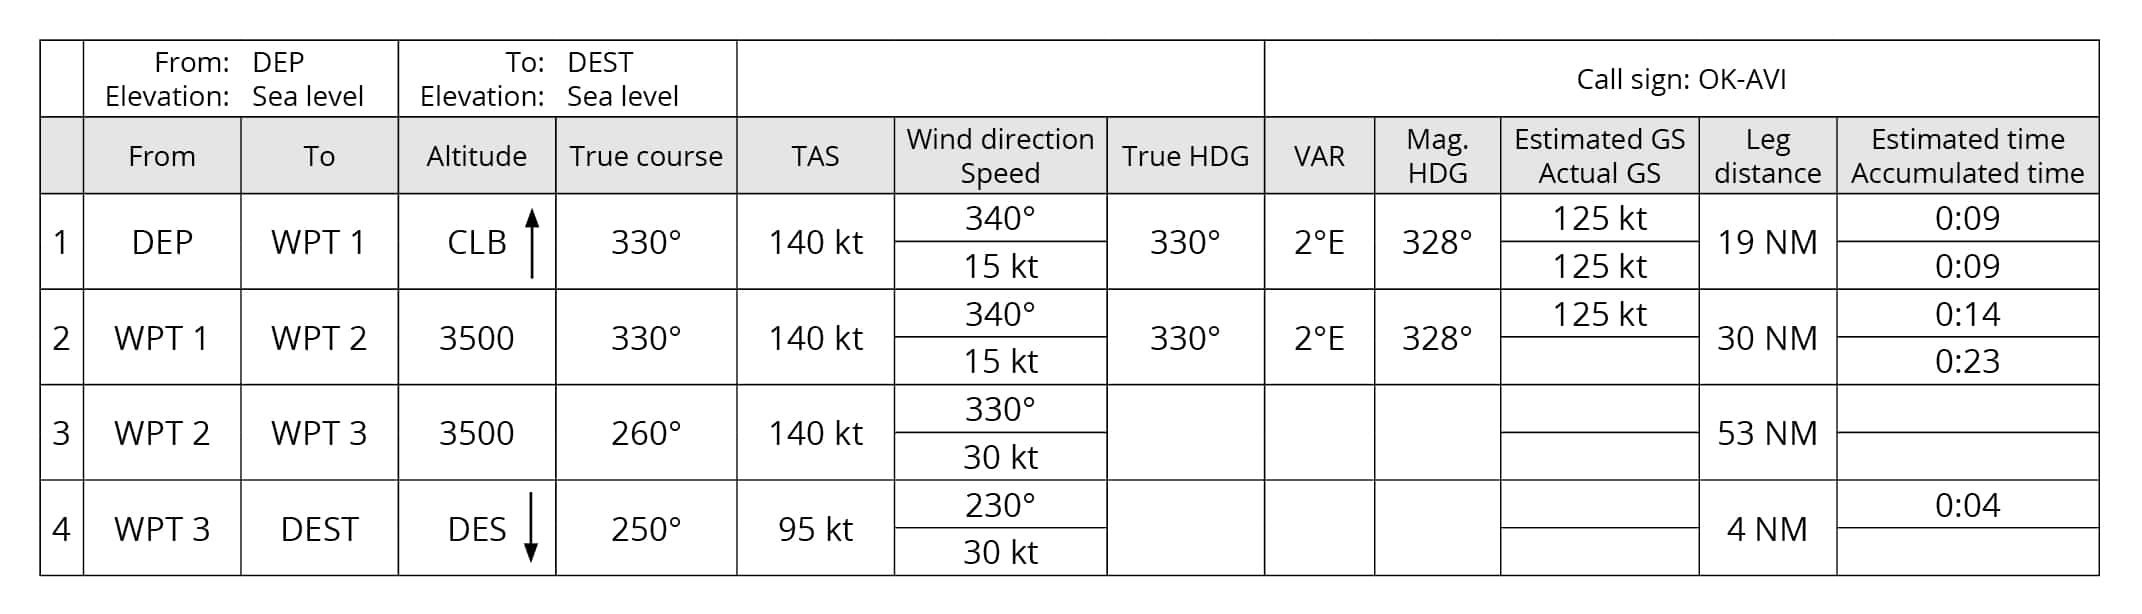 From: DEP
Elevation: Sea level
To: DEST
Elevation: Sea level
Call sign: OK-AVI
From
To
Altitude
True course
TAS
Wind direction
Speed
True HDG
VAR
Mag.
HDG
Estimated GS
Actual GS
Leg
distance
Estimated time
Accumulated time
1
DEP
WPT 1
CLB
330°
140 kt
340°
15 kt
330°
2°E
328°
125 kt
125 kt
19 NM
0:09
0:09
2
WPT 1
WPT 2
3500
330°
140 kt
340°
15 kt
330°
2°E
328°
125 kt
30 NM
0:14
0:23
3
WPT 2
WPT 3
3500
260°
140 kt
330°
30 kt
53 NM
4
WPT 3
DEST
DES
250°
95 kt
230°
30 kt
4 NM
0:04